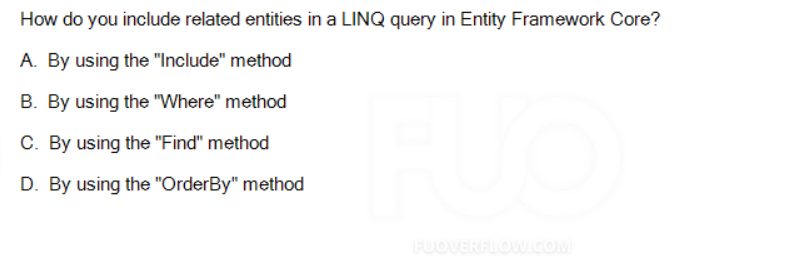 How do you include related entities in a LINQ query in Entity Framework Core?
A. By using the "Include" method
B. By using the "Where" method
C. By using the "Find" method
D. By using the "OrderBy" method
FUO
FUOVERFLOW.COM